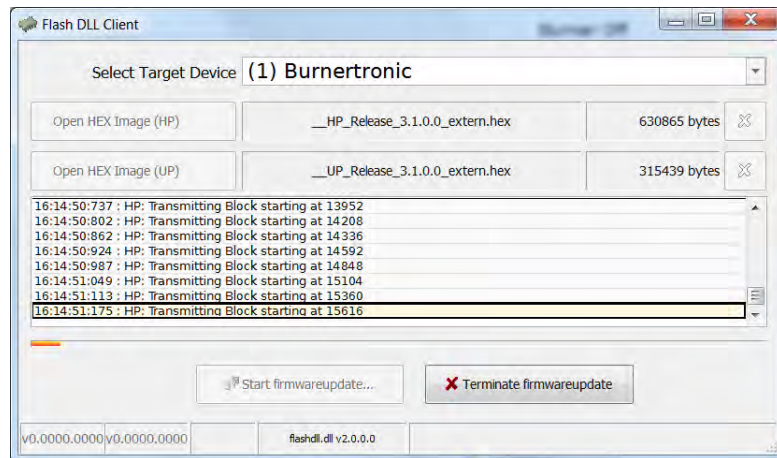 Flash DLL Client
Burner Off
Select Target Device (1) Burnertronic
Open HEX Image (HP) __HP_Release_3.1.0.0_extern.hex 630865 bytes
Open HEX Image (UP) __UP_Release_3.1.0.0_extern.hex 315439 bytes
16:14:50:737 : HP: Transmitting Block starting at 13952
16:14:50:802 : HP: Transmitting Block starting at 14208
16:14:50:862 : HP: Transmitting Block starting at 14336
16:14:50:924 : HP: Transmitting Block starting at 14592
16:14:50:987 : HP: Transmitting Block starting at 14848
16:14:51:049 : HP: Transmitting Block starting at 15104
16:14:51:113 : HP: Transmitting Block starting at 15360
16:14:51:175 : HP: Transmitting Block starting at 15616
Start firmwareupdate... Terminate firmwareupdate
v0.0000.0000 v0.0000.0000 flashdll.dll v2.0.0.0